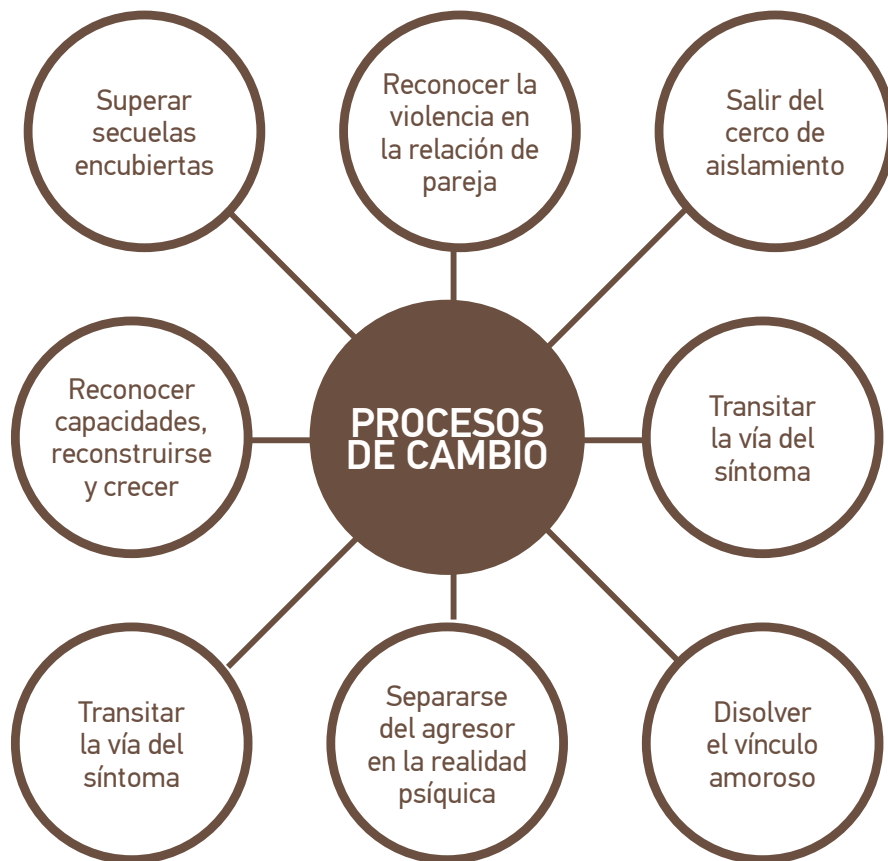 Superar
secuelas
encubiertas
Reconocer la
violencia en
la relación de
pareja
Salir del
cerco de
aislamiento
Reconocer
capacidades,
reconstruirse
y crecer
PROCESOS
DE CAMBIO
Transitar
la vía del
síntoma
Transitar
la vía del
síntoma
Separarse
del agresor
en la realidad
psíquica
Disolver
el vínculo
amoroso